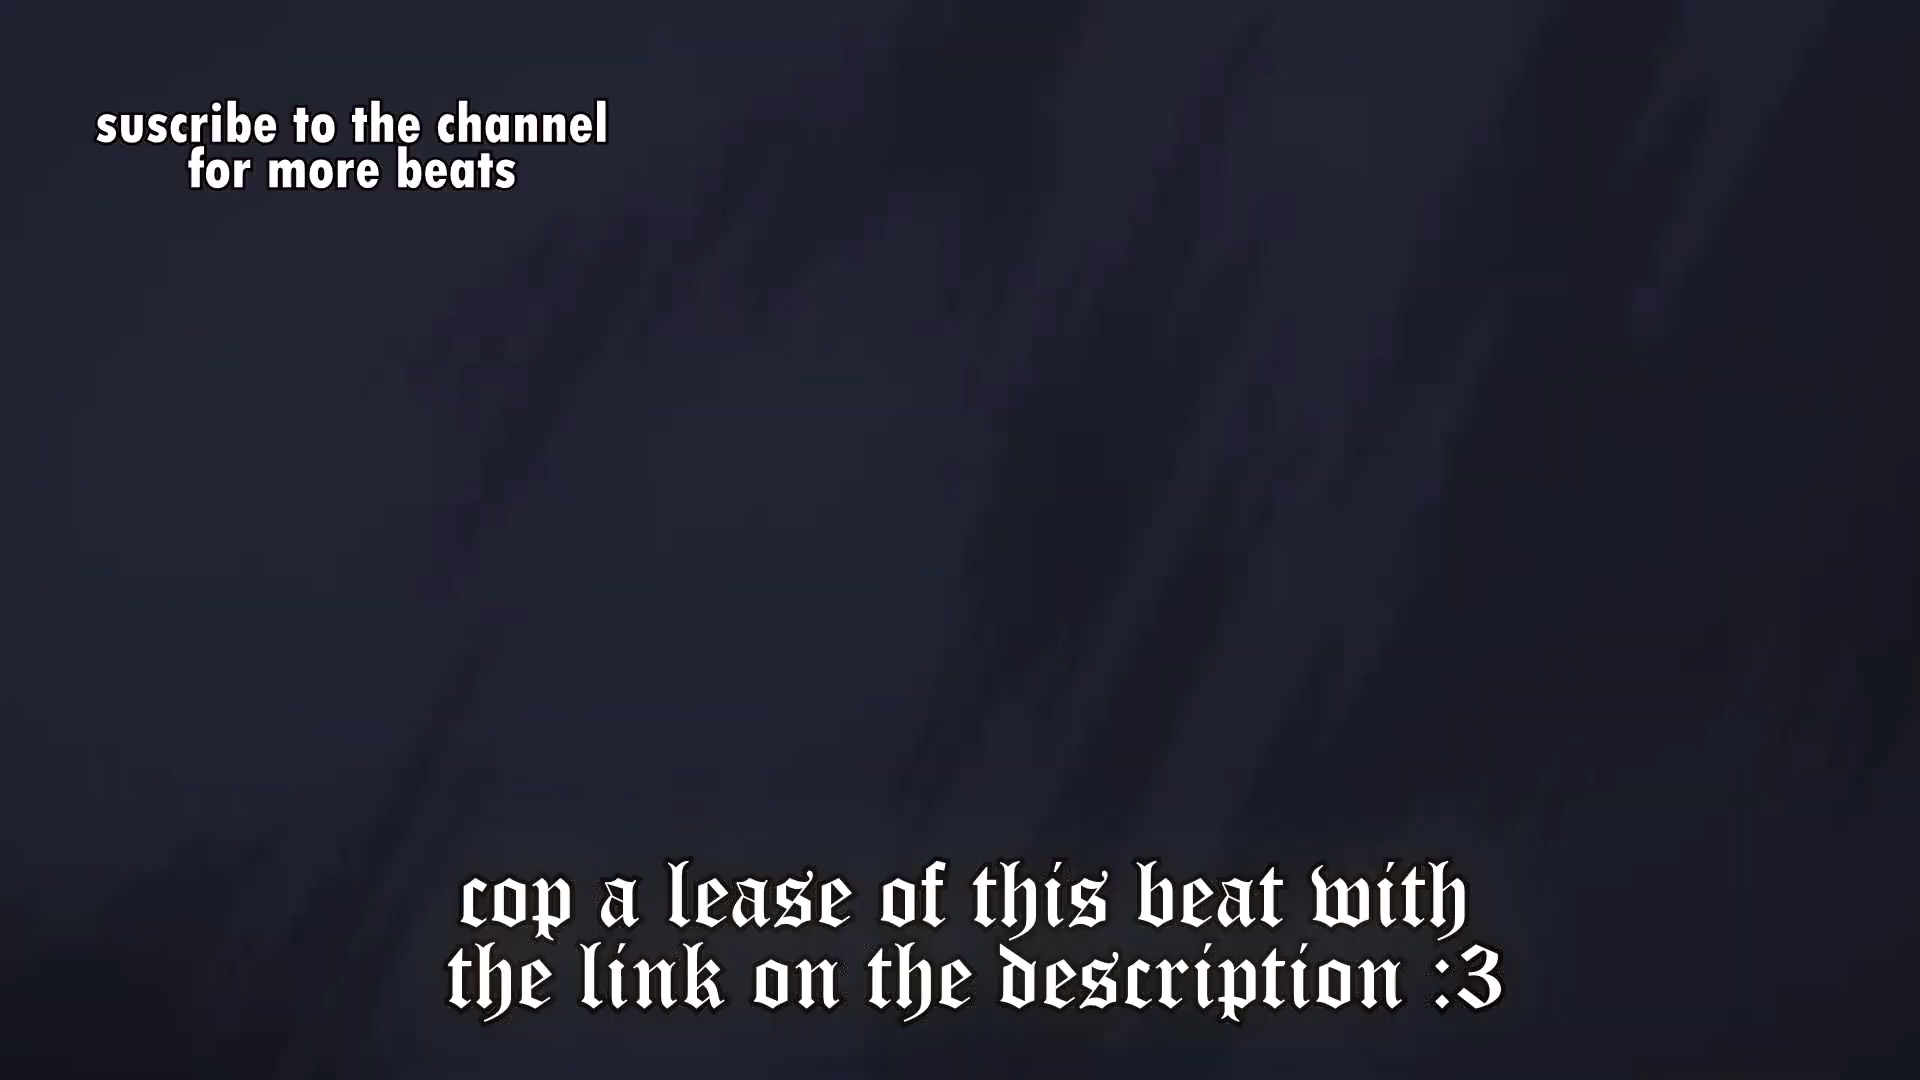 suscribe to the channel
for more beats
cop a lease of this beat with
the link on the description :3